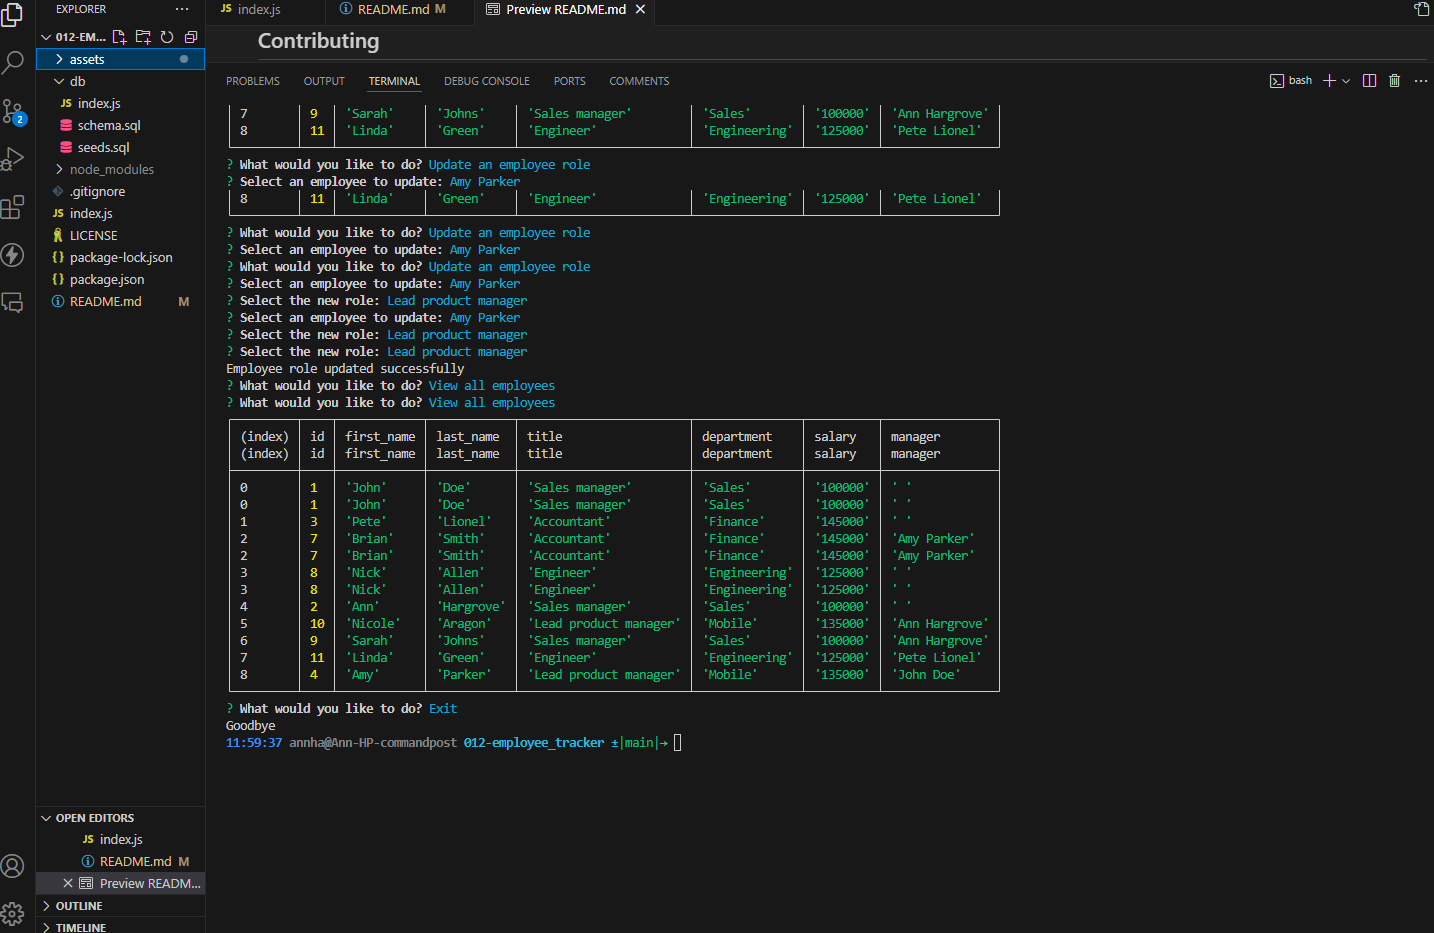 EXPLORER
index.js
README.md M
Preview README.md
012-EM...
assets
db
index.js
schema.sql
seeds.sql
node_modules
.gitignore
index.js
LICENSE
package-lock.json
package.json
README.md M
2
OPEN EDITORS
index.js
README.md M
Preview READM...
OUTLINE
TIMELINE
Contributing
PROBLEMS OUTPUT TERMINAL DEBUG CONSOLE PORTS COMMENTS
bash
7 9 'Sarah' 'Johns' 'Sales manager' 'Sales' '100000' 'Ann Hargrove'
8 11 'Linda' 'Green' 'Engineer' 'Engineering' '125000' 'Pete Lionel'
? What would you like to do? Update an employee role
? Select an employee to update: Amy Parker
8 11 'Linda' 'Green' 'Engineer' 'Engineering' '125000' 'Pete Lionel'
? What would you like to do? Update an employee role
? Select an employee to update: Amy Parker
? What would you like to do? Update an employee role
? Select an employee to update: Amy Parker
? Select the new role: Lead product manager
? Select an employee to update: Amy Parker
? Select the new role: Lead product manager
? Select the new role: Lead product manager
Employee role updated successfully
? What would you like to do? View all employees
? What would you like to do? View all employees
(index) id first_name last_name title department salary manager
(index) id first_name last_name title department salary manager
0 1 'John' 'Doe' 'Sales manager' 'Sales' '100000' ' '
0 1 'John' 'Doe' 'Sales manager' 'Sales' '100000' ' '
1 3 'Pete' 'Lionel' 'Accountant' 'Finance' '145000' ' '
2 7 'Brian' 'Smith' 'Accountant' 'Finance' '145000' 'Amy Parker'
2 7 'Brian' 'Smith' 'Accountant' 'Finance' '145000' 'Amy Parker'
3 8 'Nick' 'Allen' 'Engineer' 'Engineering' '125000' ' '
3 8 'Nick' 'Allen' 'Engineer' 'Engineering' '125000' ' '
4 2 'Ann' 'Hargrove' 'Sales manager' 'Sales' '100000' ' '
5 10 'Nicole' 'Aragon' 'Lead product manager' 'Mobile' '135000' 'Ann Hargrove'
6 9 'Sarah' 'Johns' 'Sales manager' 'Sales' '100000' 'Ann Hargrove'
7 11 'Linda' 'Green' 'Engineer' 'Engineering' '125000' 'Pete Lionel'
8 4 'Amy' 'Parker' 'Lead product manager' 'Mobile' '135000' 'John Doe'
? What would you like to do? Exit
Goodbye
11:59:37 annha@Ann-HP-commandpost 012-employee_tracker ±|main|→